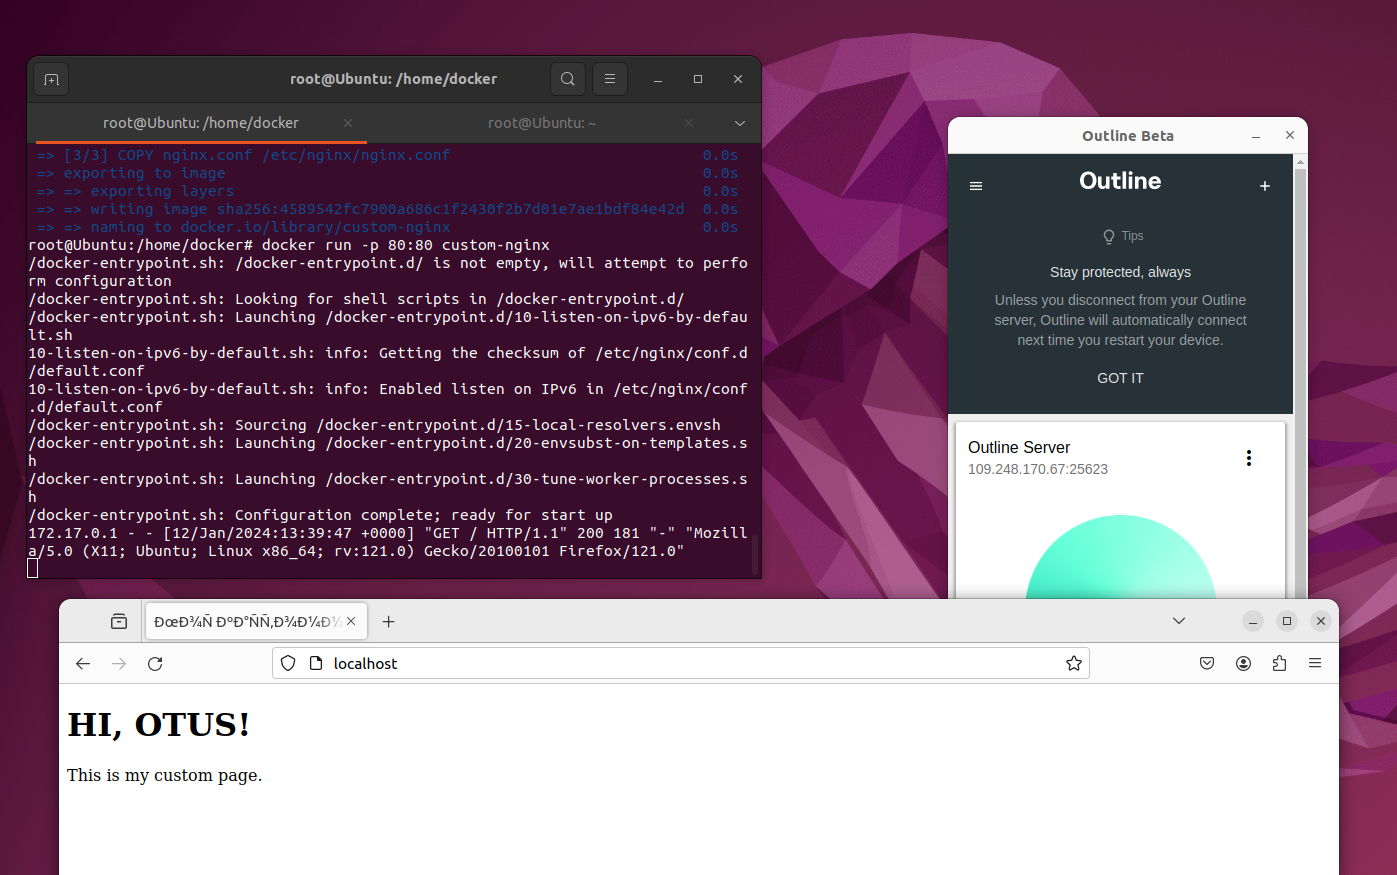 root@Ubuntu: /home/docker
root@Ubuntu: /home/docker
root@Ubuntu: ~
=> [3/3] COPY nginx.conf /etc/nginx/nginx.conf 0.0s
=> exporting to image 0.0s
=> => exporting layers 0.0s
=> => writing image sha256:4589542fc7900a686c1f2430f2b7d01e7ae1bdf84e42d 0.0s
=> => naming to docker.io/library/custom-nginx 0.0s
root@Ubuntu:/home/docker# docker run -p 80:80 custom-nginx
/docker-entrypoint.sh: /docker-entrypoint.d/ is not empty, will attempt to perfo
rm configuration
/docker-entrypoint.sh: Looking for shell scripts in /docker-entrypoint.d/
/docker-entrypoint.sh: Launching /docker-entrypoint.d/10-listen-on-ipv6-by-defau
lt.sh
10-listen-on-ipv6-by-default.sh: info: Getting the checksum of /etc/nginx/conf.d
/default.conf
10-listen-on-ipv6-by-default.sh: info: Enabled listen on IPv6 in /etc/nginx/conf
.d/default.conf
/docker-entrypoint.sh: Sourcing /docker-entrypoint.d/15-local-resolvers.envsh
/docker-entrypoint.sh: Launching /docker-entrypoint.d/20-envsubst-on-templates.s
h
/docker-entrypoint.sh: Launching /docker-entrypoint.d/30-tune-worker-processes.s
h
/docker-entrypoint.sh: Configuration complete; ready for start up
172.17.0.1 - - [12/Jan/2024:13:39:47 +0000] "GET / HTTP/1.1" 200 181 "-" "Mozill
a/5.0 (X11; Ubuntu; Linux x86_64; rv:121.0) Gecko/20100101 Firefox/121.0"
Outline Beta
Outline
Tips
Stay protected, always
Unless you disconnect from your Outline
server, Outline will automatically connect
next time you restart your device.
GOT IT
Outline Server
109.248.170.67:25623
localhost
HI, OTUS!
This is my custom page.